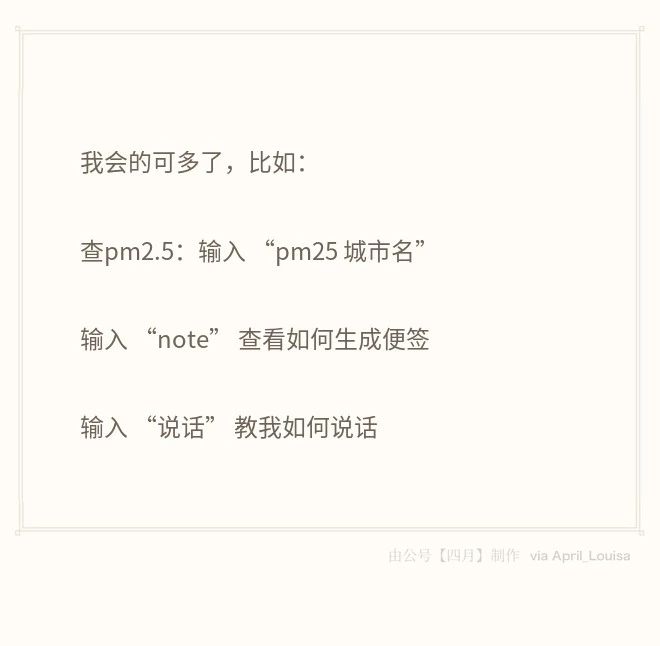 我会的可多了，比如：
查pm2.5：输入 “pm25 城市名”
输入 “note” 查看如何生成便签
输入 “说话” 教我如何说话
由公号【四月】制作 via April_Louisa